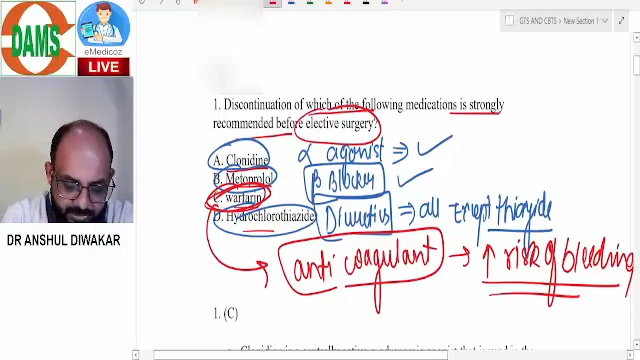 GTS AND CBTS
New Section 1
DAMS
eMedicoz
LIVE
1. Discontinuation of which of the following medications is strongly
recommended before elective surgery?
A. Clonidine α agonist ⇒ ✓
B. Metoprolol β Blocker ✓
C. warfarin
D. Hydrochlorothiazide Diuretics ⇒ all except thiazide
anti coagulant → ↑ risk of bleeding
DR ANSHUL DIWAKAR
1. (C)